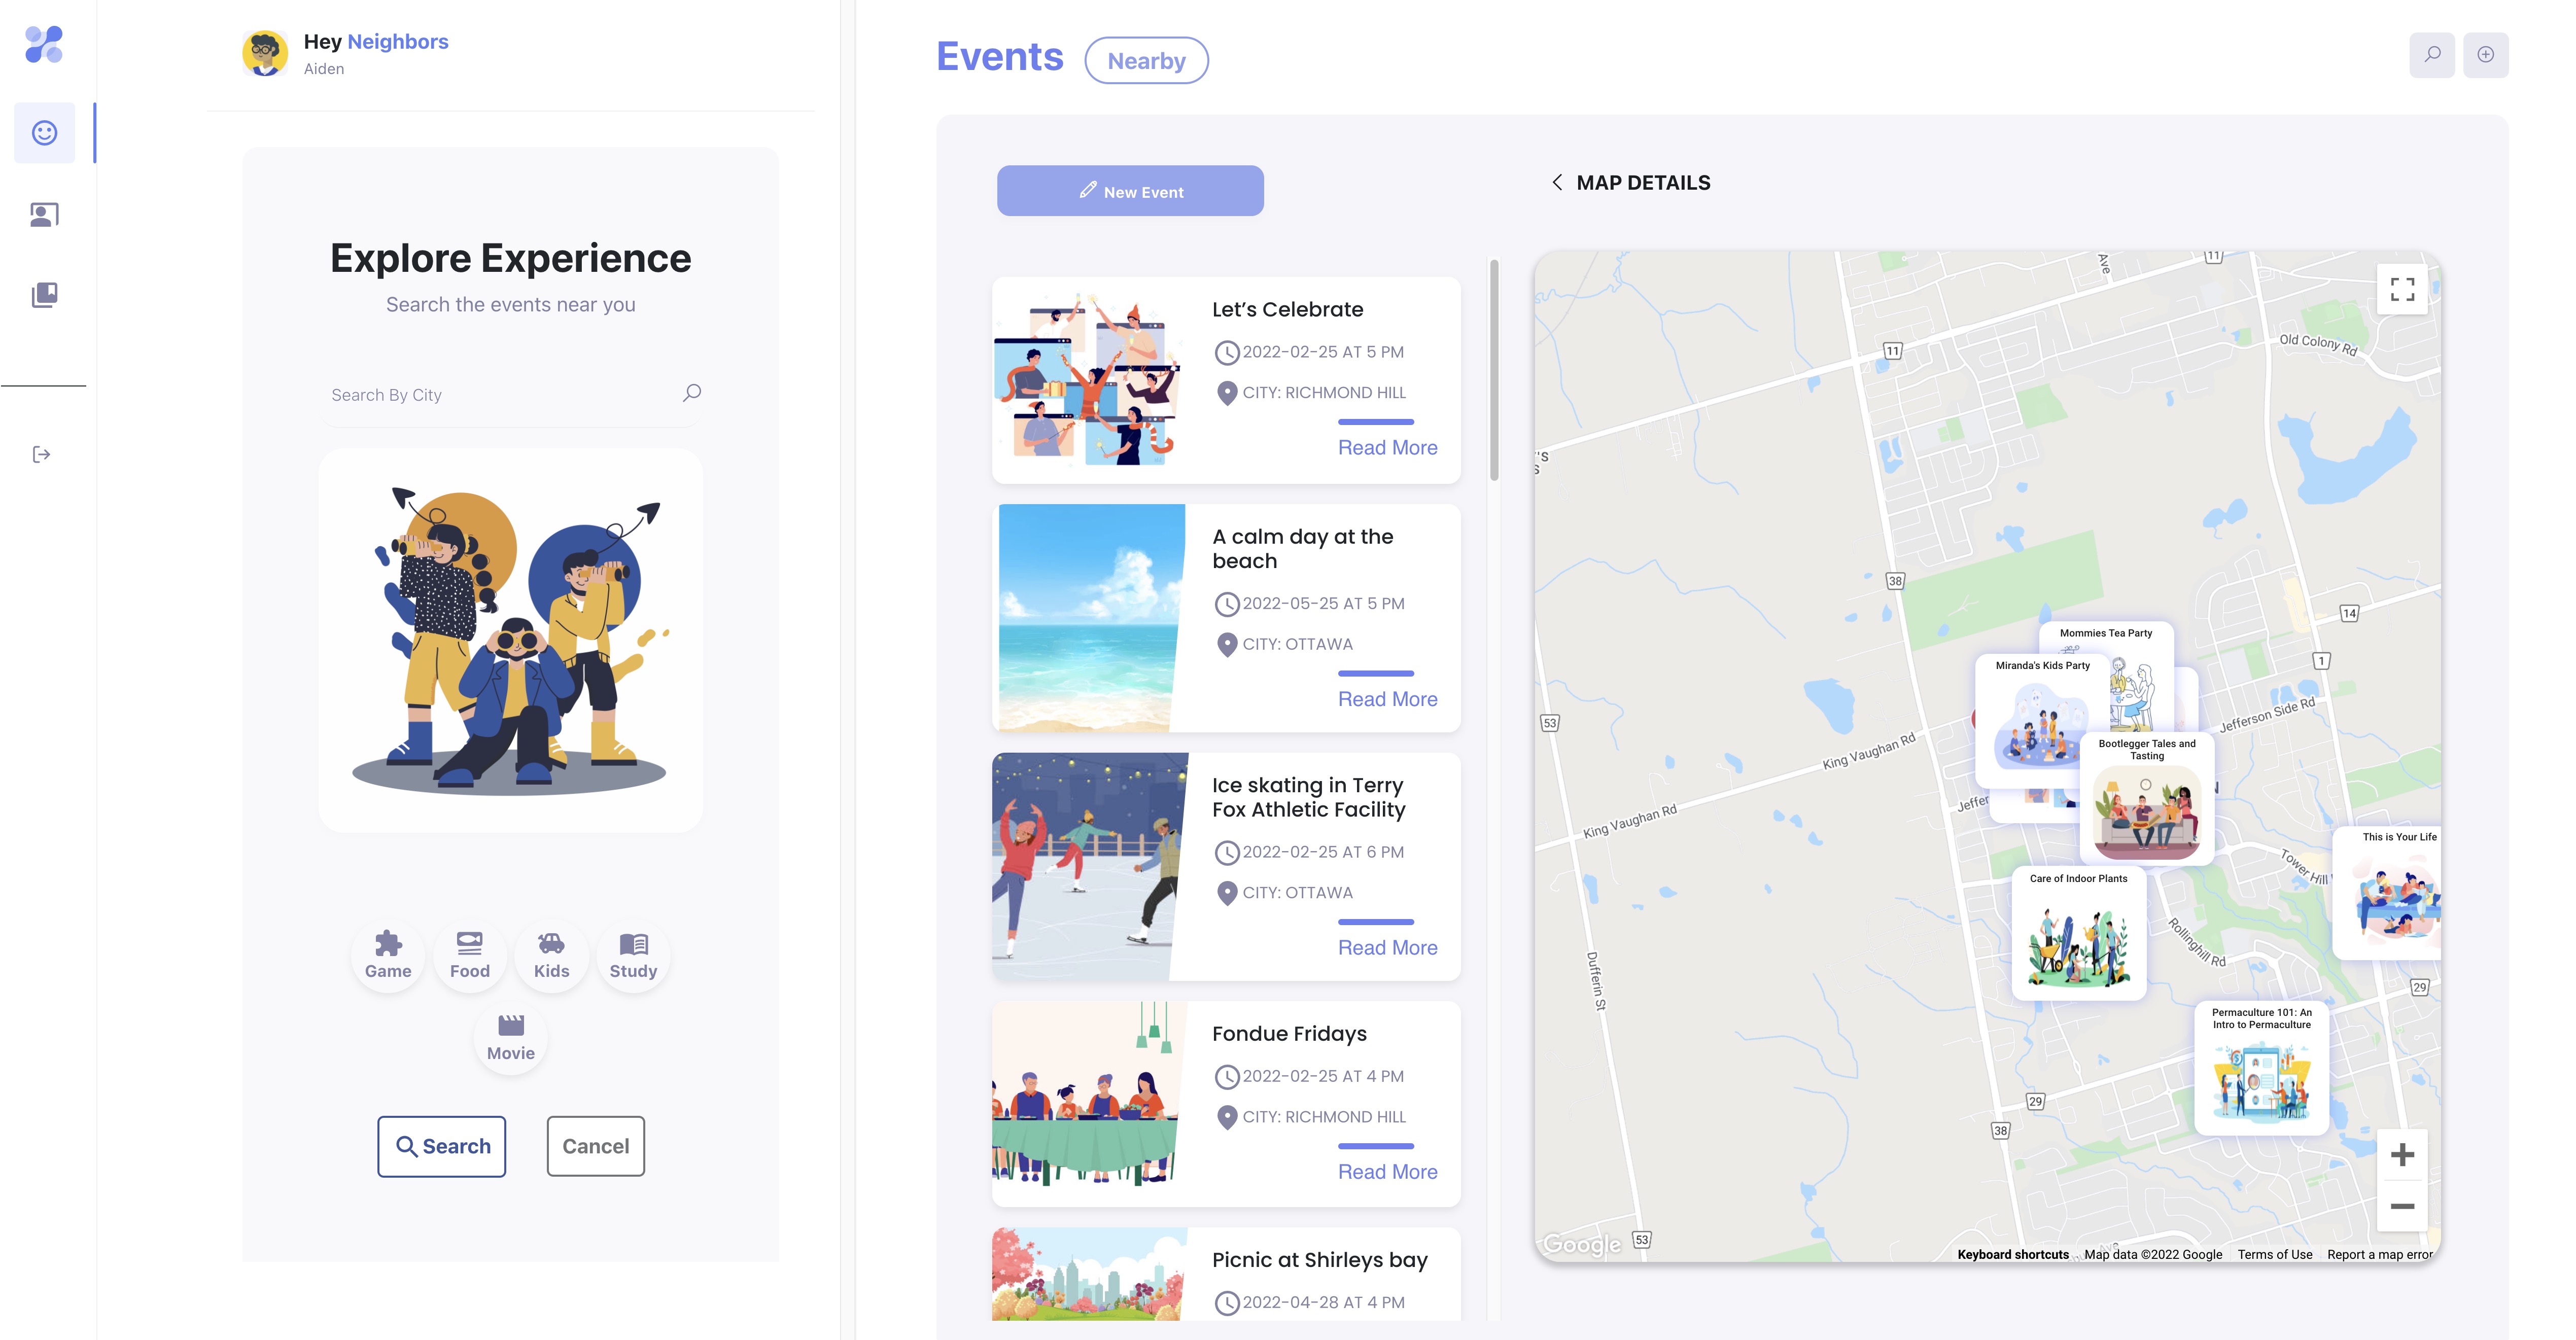 Hey Neighbors
Aiden
Explore Experience
Search the events near you
Search By City
Game
Food
Kids
Study
Movie
Search
Cancel
Events
Nearby
New Event
MAP DETAILS
Let’s Celebrate
2022-02-25 AT 5 PM
CITY: RICHMOND HILL
Read More
A calm day at the
beach
2022-05-25 AT 5 PM
CITY: OTTAWA
Read More
Ice skating in Terry
Fox Athletic Facility
2022-02-25 AT 6 PM
CITY: OTTAWA
Read More
Fondue Fridays
2022-02-25 AT 4 PM
CITY: RICHMOND HILL
Read More
Picnic at Shirleys bay
2022-04-28 AT 4 PM
Ave
11
11
Old Colony Rd
38
14
1
Mommies Tea Party
Miranda's Kids Party
Jefferson Side Rd
53
King Vaughan Rd
Bootlegger Tales and
Tasting
King Vaughan Rd
This is Your Life
Tower Hill
Care of Indoor Plants
Rollinghill Rd
Dufferin St
29
Permaculture 101: An
Intro to Permaculture
29
38
53
Google
Keyboard shortcuts
Map data ©2022 Google
Terms of Use
Report a map error